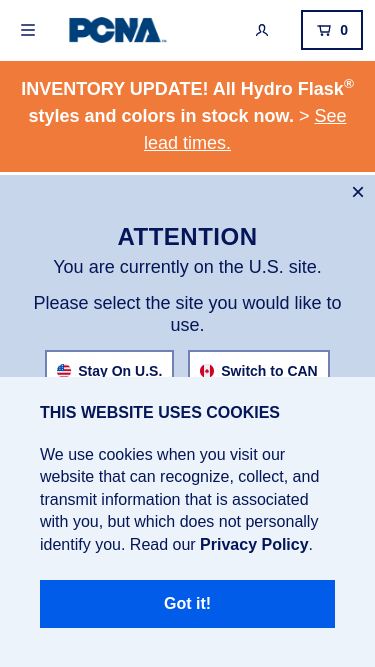 PCNA
0
INVENTORY UPDATE! All Hydro Flask®
styles and colors in stock now. > See
lead times.
×
ATTENTION
You are currently on the U.S. site.
Please select the site you would like to
use.
Stay On U.S. Switch to CAN
THIS WEBSITE USES COOKIES
We use cookies when you visit our
website that can recognize, collect, and
transmit information that is associated
with you, but which does not personally
identify you. Read our Privacy Policy.
Got it!